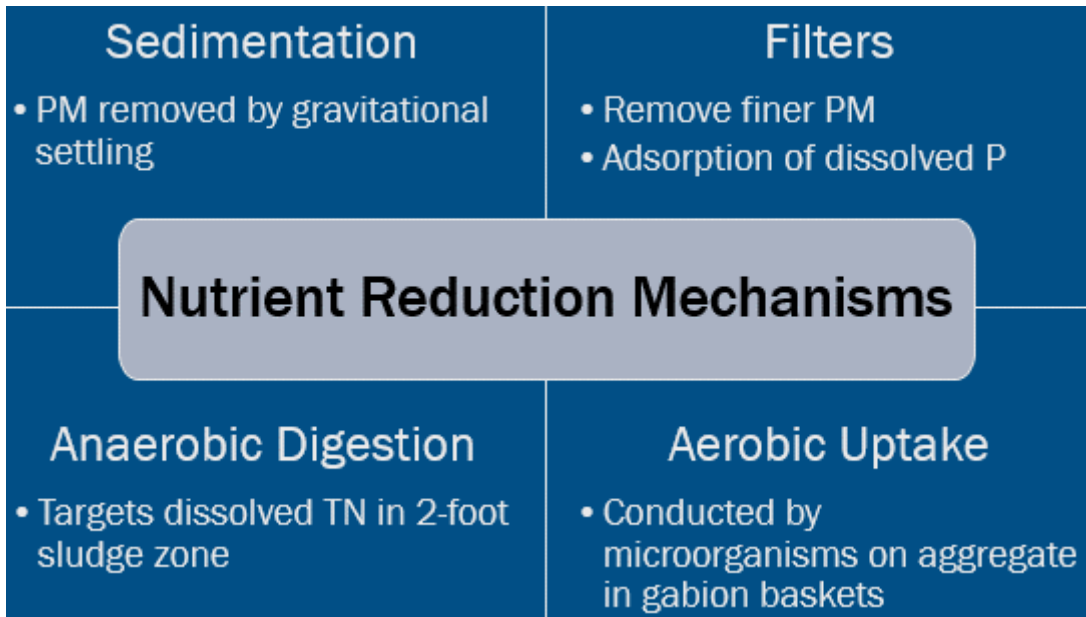 Sedimentation
• PM removed by gravitational
settling
Filters
• Remove finer PM
• Adsorption of dissolved P
Nutrient Reduction Mechanisms
Anaerobic Digestion
• Targets dissolved TN in 2-foot
sludge zone
Aerobic Uptake
• Conducted by
microorganisms on aggregate
in gabion baskets